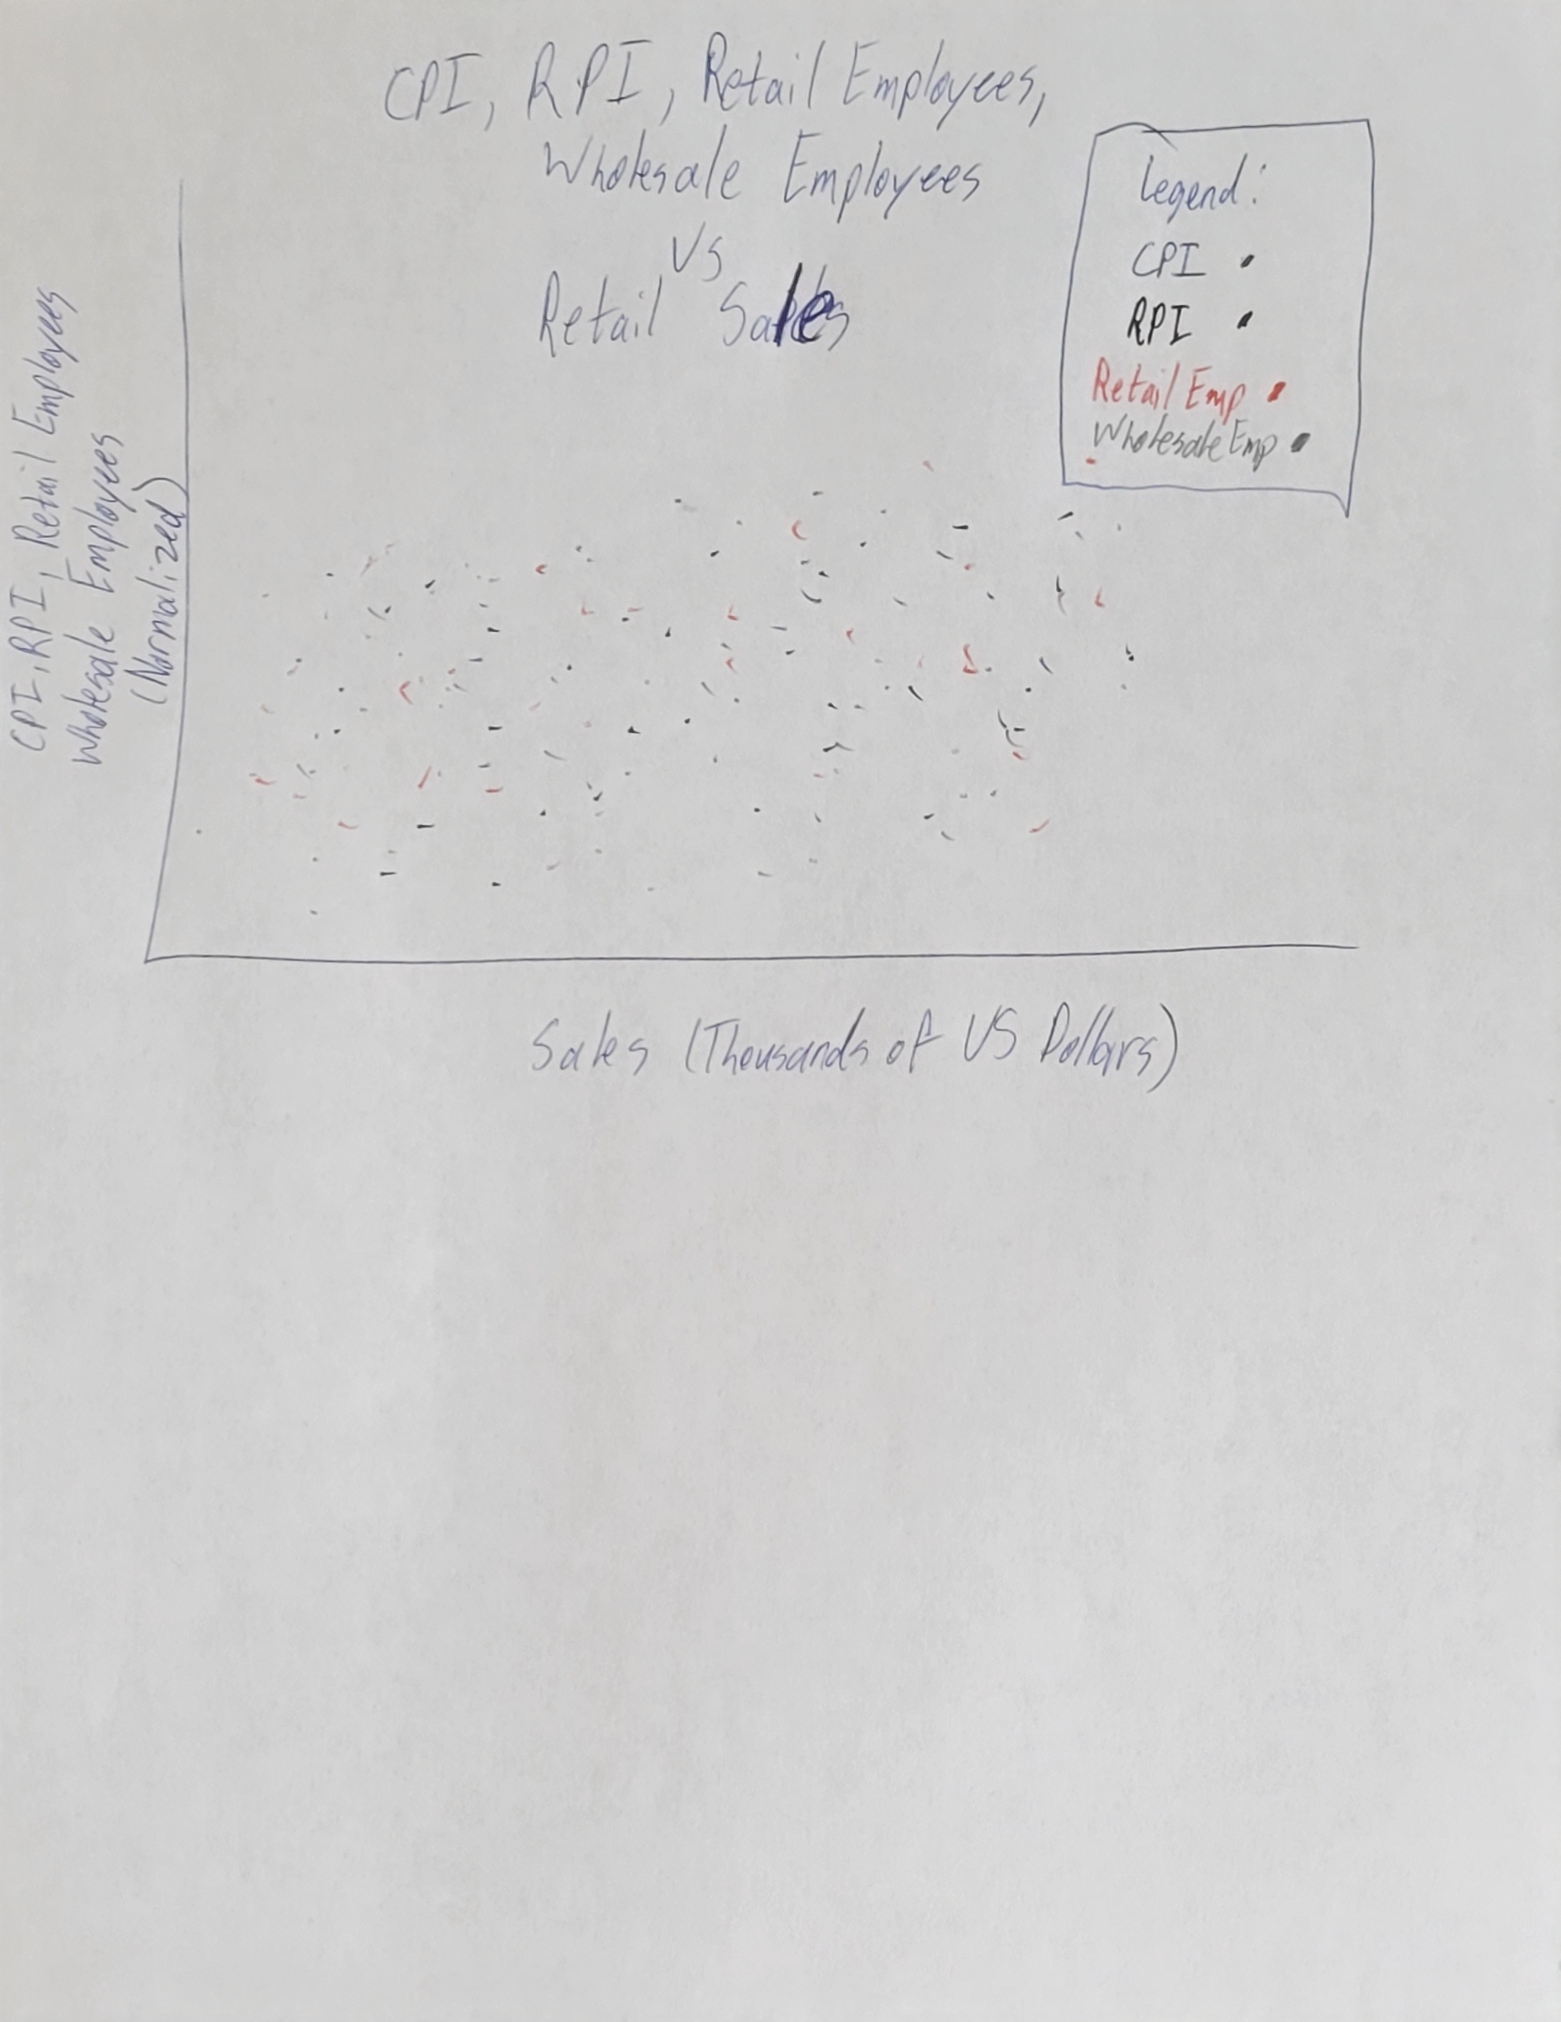 CPI, RPI, Retail Employees,
Wholesale Employees
VS
Retail Sales
Legend:
CPI
RPI
Retail Emp
Wholesale Emp
CPI, RPI, Retail Employees
Wholesale Employees
(Normalized)
Sales (Thousands of US Dollars)